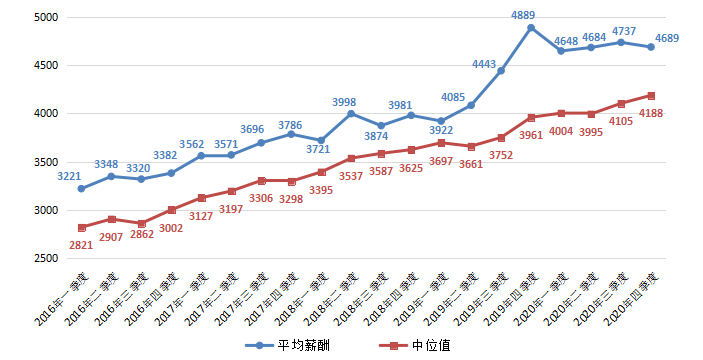 5000
4500
4000
3500
3000
2500
3221
3348
3320
3382
3562
3571
3696
3786
3721
3998
3874
3981
3922
4085
4443
4889
4648
4684
4737
4689
2821
2907
2862
3002
3127
3197
3306
3298
3395
3537
3587
3625
3697
3661
3752
3961
4004
3995
4105
4188
2016年一季度
2016年二季度
2016年三季度
2016年四季度
2017年一季度
2017年二季度
2017年三季度
2017年四季度
2018年一季度
2018年二季度
2018年三季度
2018年四季度
2019年一季度
2019年二季度
2019年三季度
2019年四季度
2020年一季度
2020年二季度
2020年三季度
2020年四季度
平均薪酬
中位值